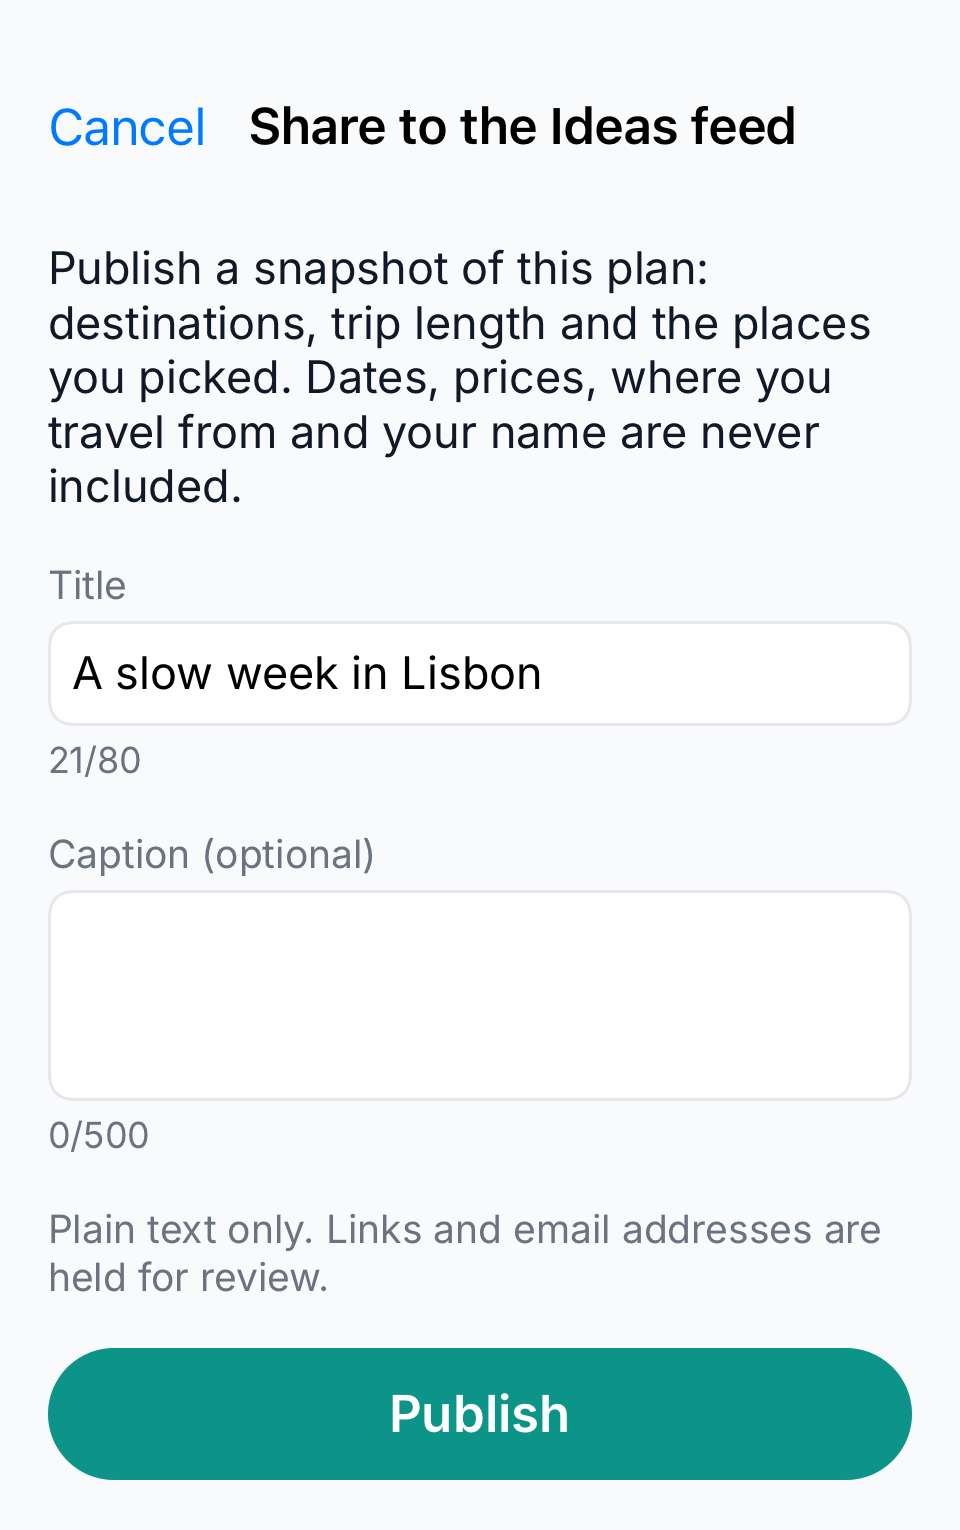 Cancel Share to the Ideas feed
Publish a snapshot of this plan:
destinations, trip length and the places
you picked. Dates, prices, where you
travel from and your name are never
included.
Title
A slow week in Lisbon
21/80
Caption (optional)
0/500
Plain text only. Links and email addresses are
held for review.
Publish